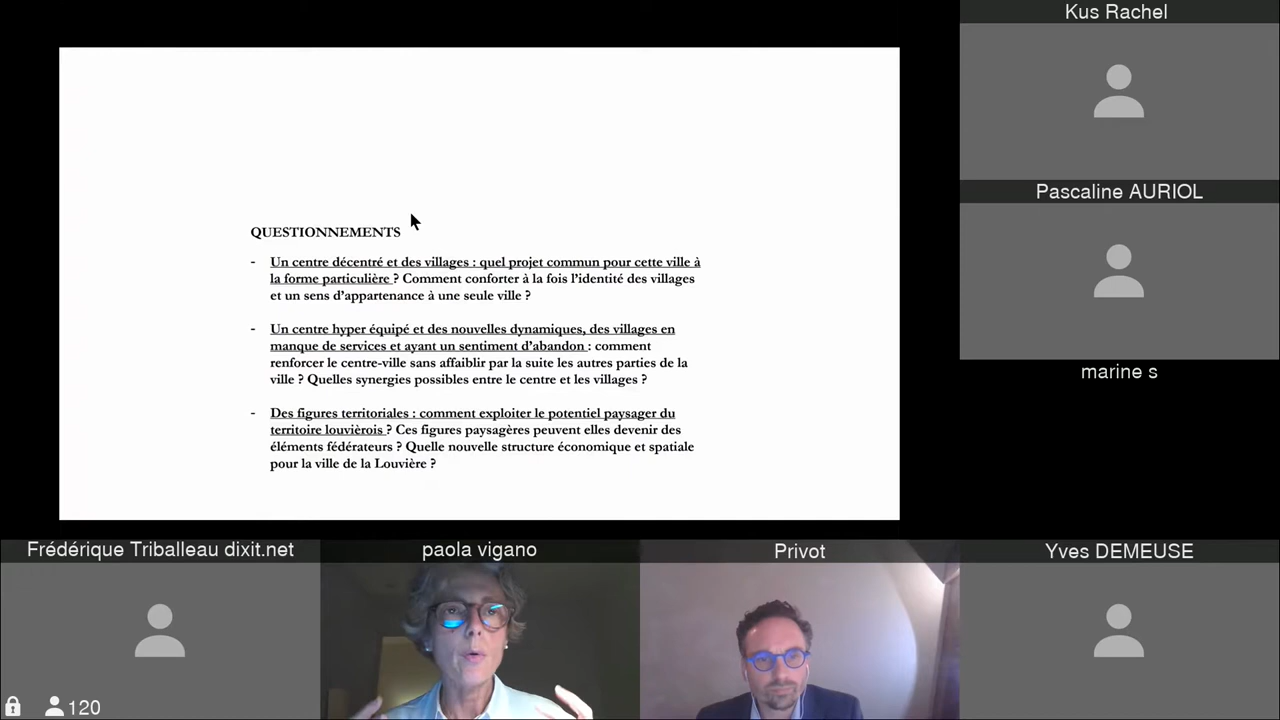 Kus Rachel
Pascaline AURIOL
marine s
QUESTIONNEMENTS
- Un centre décentré et des villages : quel projet commun pour cette ville à
la forme particulière ? Comment conforter à la fois l'identité des villages
et un sens d'appartenance à une seule ville ?
- Un centre hyper équipé et des nouvelles dynamiques, des villages en
manque de services et ayant un sentiment d'abandon : comment
renforcer le centre-ville sans affaiblir par la suite les autres parties de la
ville ? Quelles synergies possibles entre le centre et les villages ?
- Des figures territoriales : comment exploiter le potentiel paysager du
territoire louvièrois ? Ces figures paysagères peuvent elles devenir des
éléments fédérateurs ? Quelle nouvelle structure économique et spatiale
pour la ville de la Louvière ?
Frédérique Triballeau dixit.net
paola vigano
Privot
Yves DEMEUSE
120